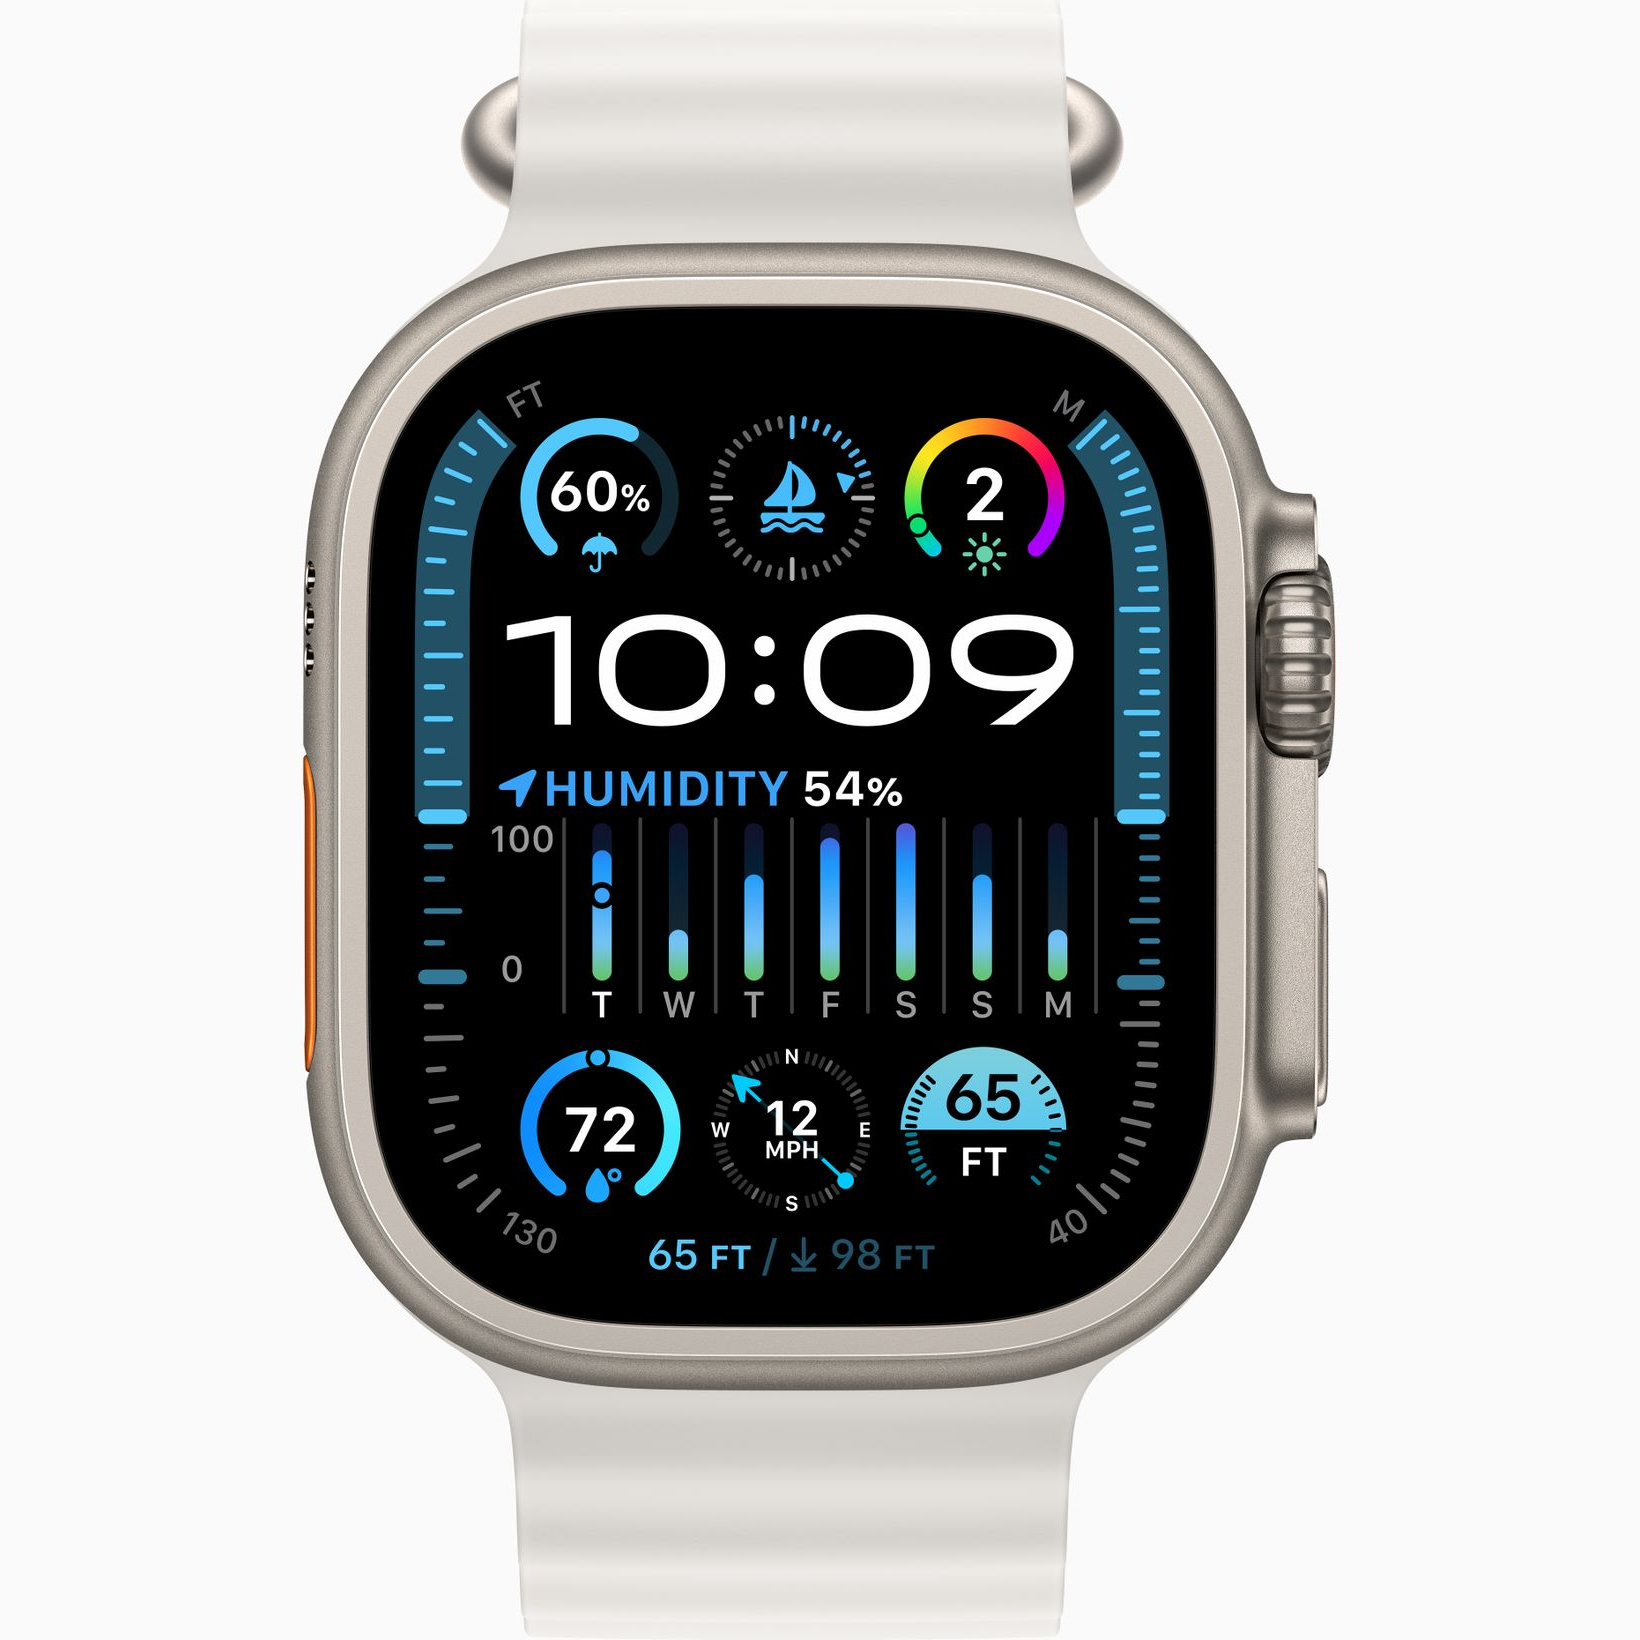 FT
M
60%
2
10:09
HUMIDITY 54%
100
0
T W T F S S M
72
N
W
12
MPH
E
S
65
FT
130
40
65 FT / ↓ 98 FT